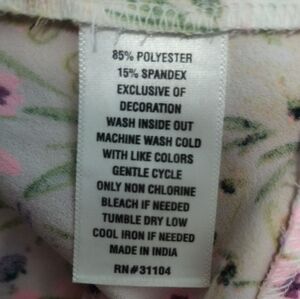 85% POLYESTER
15% SPANDEX
EXCLUSIVE OF
DECORATION
WASH INSIDE OUT
MACHINE WASH COLD
WITH LIKE COLORS
GENTLE CYCLE
ONLY NON CHLORINE
BLEACH IF NEEDED
TUMBLE DRY LOW
COOL IRON IF NEEDED
MADE IN INDIA
RN#31104